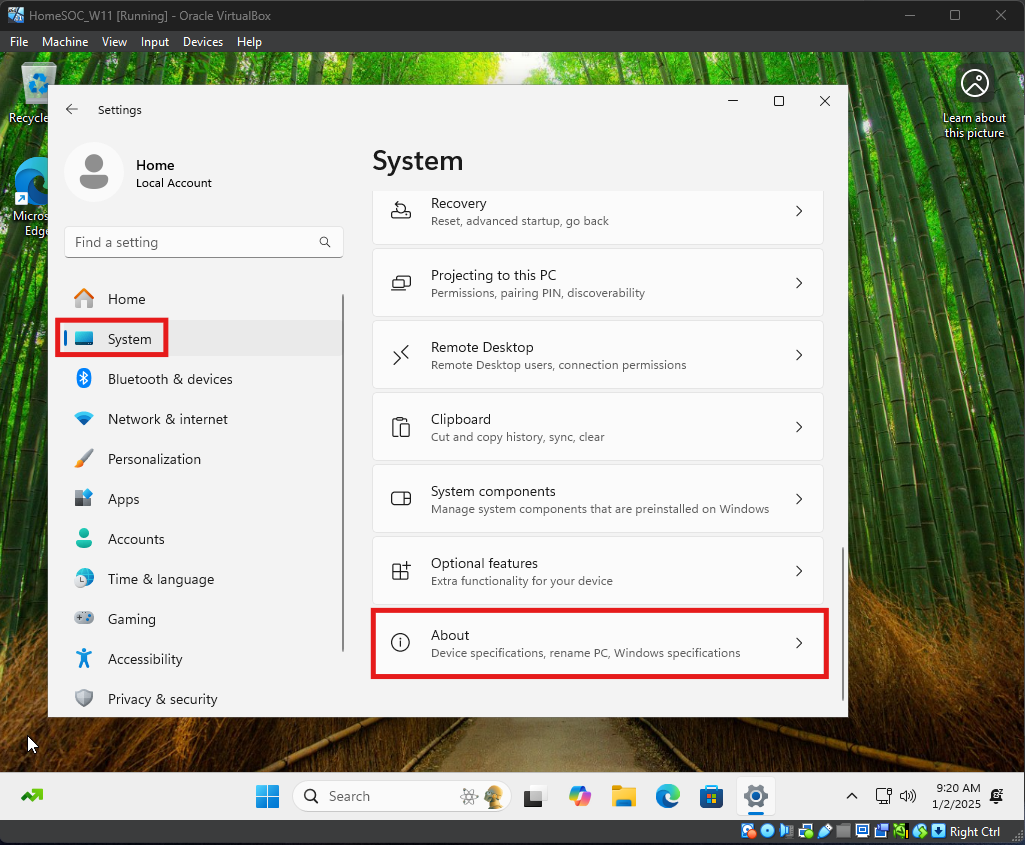 HomeSOC_W11 [Running] - Oracle VirtualBox
File Machine View Input Devices Help
Recycle
Learn about
this picture
Micros
Edge
Settings
Home
Local Account
Find a setting
Home
System
Bluetooth & devices
Network & internet
Personalization
Apps
Accounts
Time & language
Gaming
Accessibility
Privacy & security
System
Recovery
Reset, advanced startup, go back
Projecting to this PC
Permissions, pairing PIN, discoverability
Remote Desktop
Remote Desktop users, connection permissions
Clipboard
Cut and copy history, sync, clear
System components
Manage system components that are preinstalled on Windows
Optional features
Extra functionality for your device
About
Device specifications, rename PC, Windows specifications
Search
9:20 AM
1/2/2025
Right Ctrl